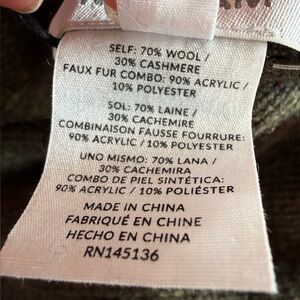 SELF: 70% WOOL /
30% CASHMERE
FAUX FUR COMBO: 90% ACRYLIC /
10% POLYESTER
SOL: 70% LAINE /
30% CACHEMIRE
COMBINAISON FAUSSE FOURRURE:
90% ACRYLIC / 10% POLYESTER
UNO MISMO: 70% LANA /
30% CACHEMIRA
COMBO DE PIEL SINTÉTICA:
90% ACRYLIC / 10% POLIÉSTER
MADE IN CHINA
FABRIQUÉ EN CHINE
HECHO EN CHINA
RN145136